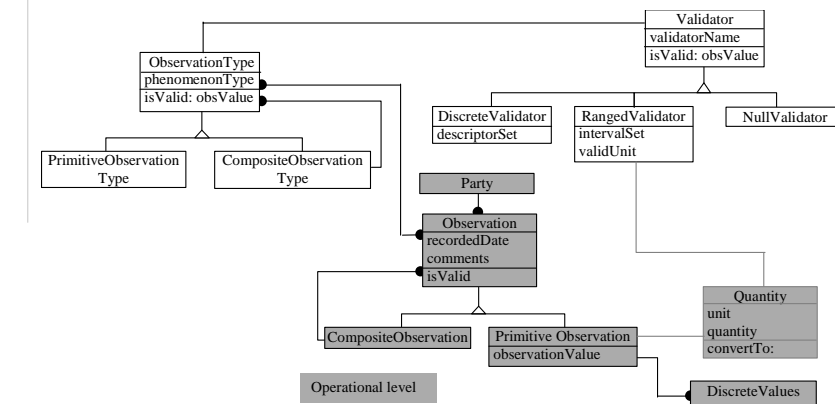 Validator
validatorName
isValid: obsValue
ObservationType
phenomenonType
isValid: obsValue
DiscreteValidator
descriptorSet
RangedValidator
intervalSet
validUnit
NullValidator
PrimitiveObservation
Type
CompositeObservation
Type
Party
Observation
recordedDate
comments
isValid
Quantity
unit
quantity
convertTo:
CompositeObservation
Primitive Observation
observationValue
Operational level
DiscreteValues